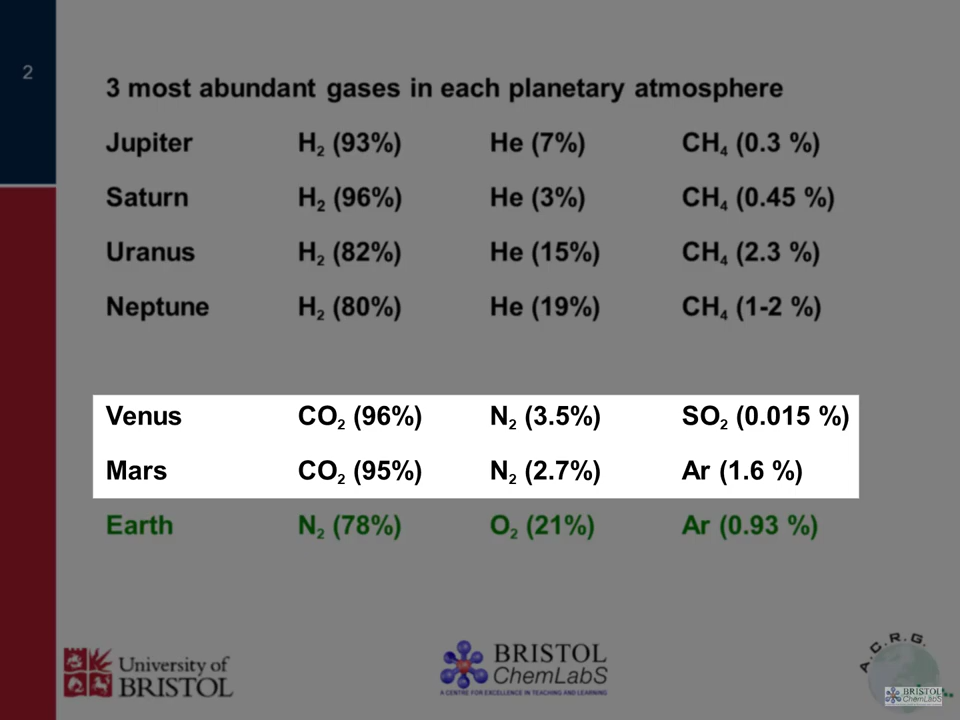 2
3 most abundant gases in each planetary atmosphere
Jupiter H₂ (93%) He (7%) CH₄ (0.3 %)
Saturn H₂ (96%) He (3%) CH₄ (0.45 %)
Uranus H₂ (82%) He (15%) CH₄ (2.3 %)
Neptune H₂ (80%) He (19%) CH₄ (1-2 %)
Venus CO₂ (96%) N₂ (3.5%) SO₂ (0.015 %)
Mars CO₂ (95%) N₂ (2.7%) Ar (1.6 %)
Earth N₂ (78%) O₂ (21%) Ar (0.93 %)
University of
BRISTOL
BRISTOL
ChemLabS
A CENTRE FOR EXCELLENCE IN TEACHING AND LEARNING
A.C.R.G.
BRISTOL
ChemLabS